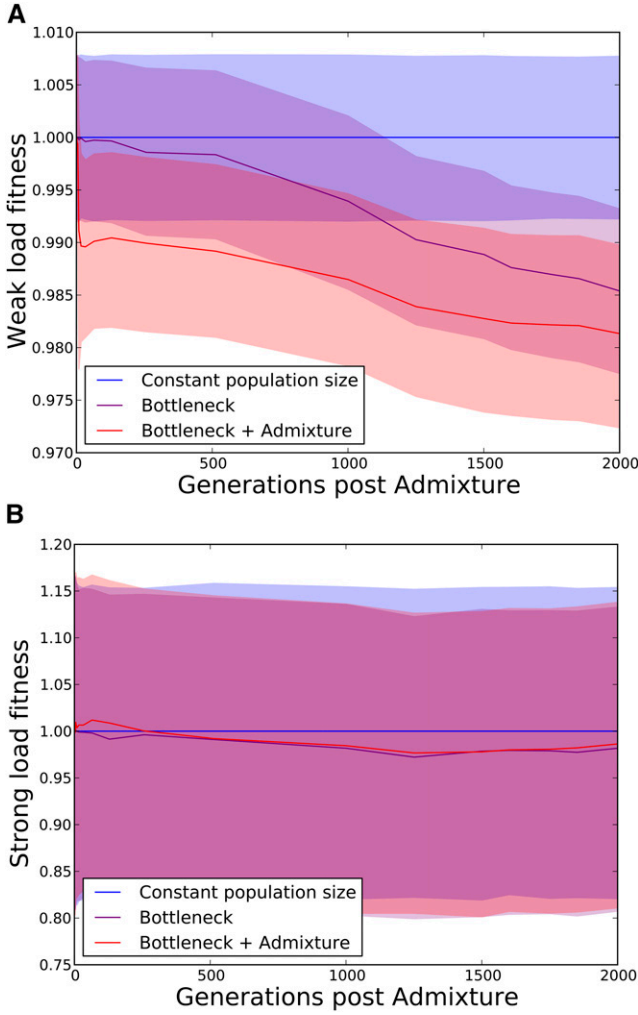 A
Weak load fitness
1.010
1.005
1.000
0.995
0.990
0.985
0.980
0.975
0.970
Constant population size
Bottleneck
Bottleneck + Admixture
0
500
1000
1500
2000
Generations post Admixture
B
Strong load fitness
1.20
1.15
1.10
1.05
1.00
0.95
0.90
0.85
0.80
0.75
Constant population size
Bottleneck
Bottleneck + Admixture
0
500
1000
1500
2000
Generations post Admixture